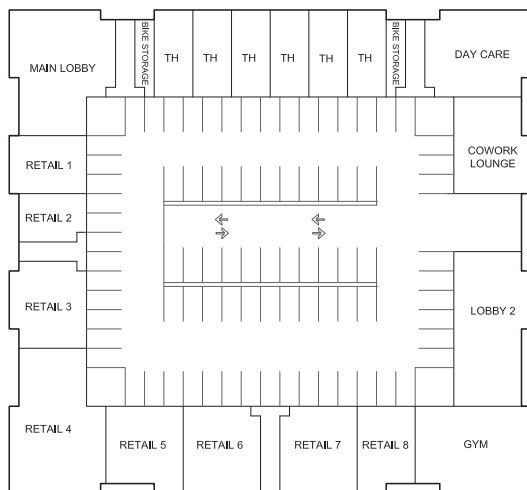 MAIN LOBBY
BIKE STORAGE
TH
TH
TH
TH
TH
TH
BIKE STORAGE
DAY CARE
RETAIL 1
COWORK
LOUNGE
RETAIL 2
RETAIL 3
LOBBY 2
RETAIL 4
RETAIL 5
RETAIL 6
RETAIL 7
RETAIL 8
GYM